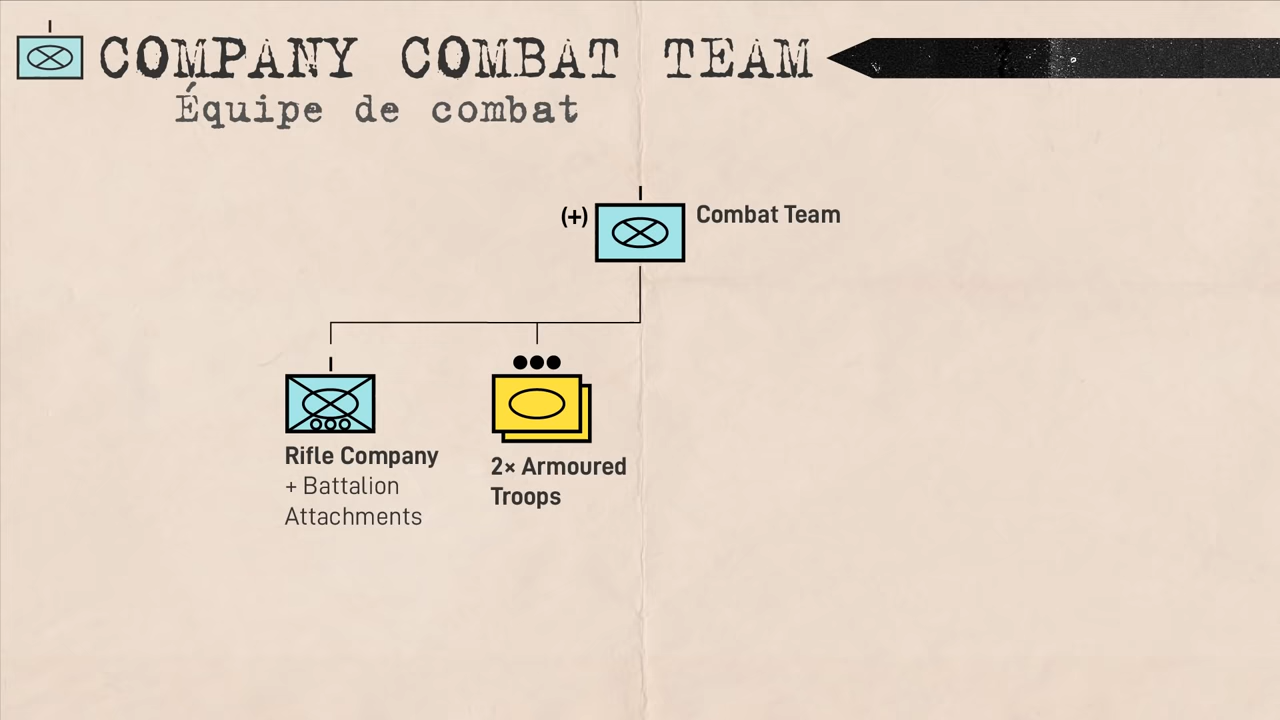 COMPANY COMBAT TEAM
Équipe de combat
(+)
Combat Team
Rifle Company
+ Battalion
Attachments
2× Armoured
Troops